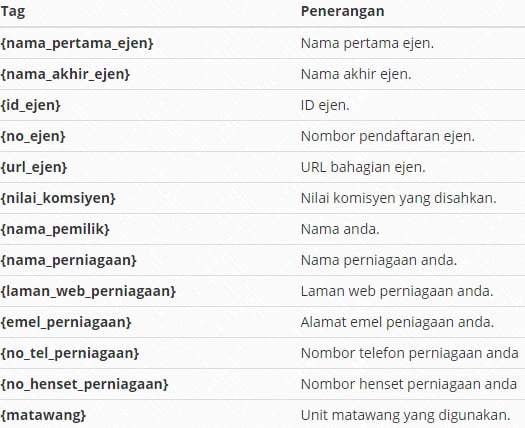 Tag Penerangan
{nama_pertama_ejen} Nama pertama ejen.
{nama_akhir_ejen} Nama akhir ejen.
{id_ejen} ID ejen.
{no_ejen} Nombor pendaftaran ejen.
{url_ejen} URL bahagian ejen.
{nilai_komsiyen} Nilai komisyen yang disahkan.
{nama_pemilik} Nama anda.
{nama_perniagaan} Nama perniagaan anda.
{laman_web_perniagaan} Laman web perniagaan anda.
{emel_perniagaan} Alamat emel peniagaan anda.
{no_tel_perniagaan} Nombor telefon perniagaan anda
{no_henset_perniagaan} Nombor henset perniagaan anda
{matawang} Unit matawang yang digunakan.